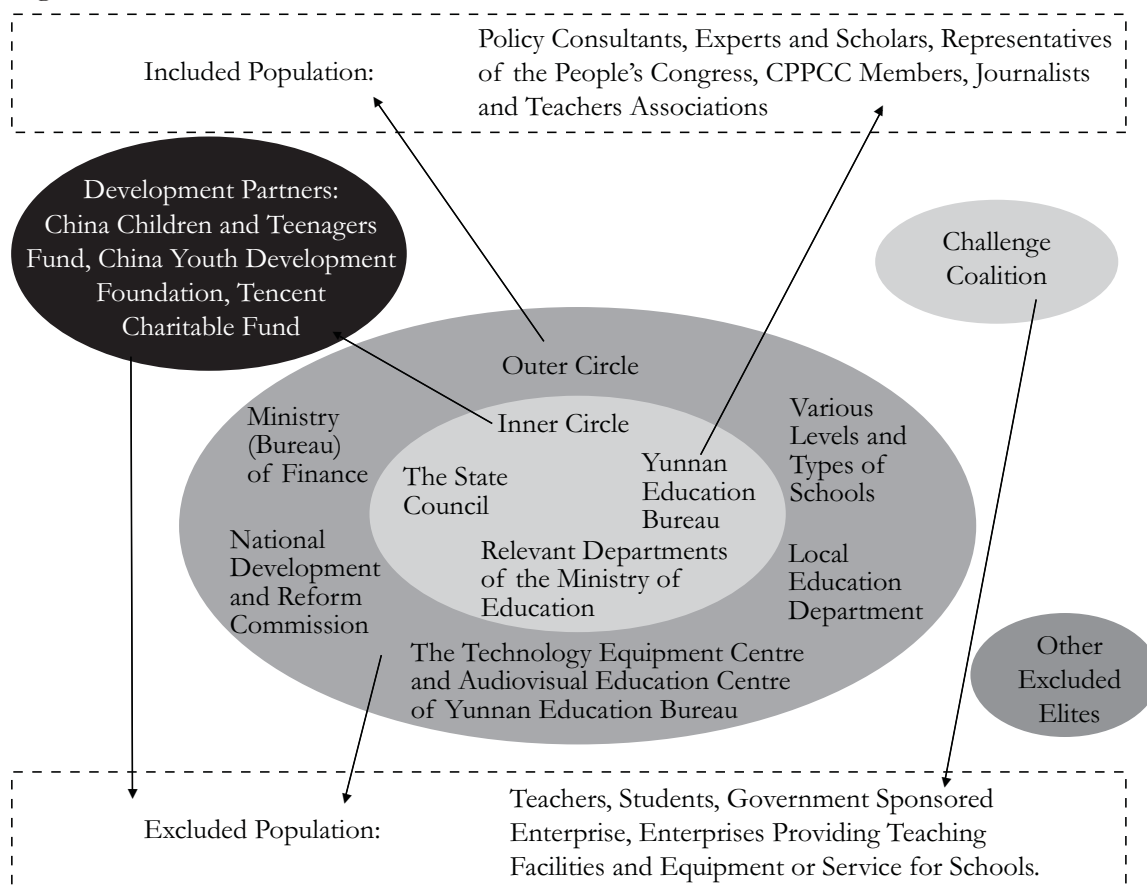 Included Population:
Policy Consultants, Experts and Scholars, Representatives
of the People's Congress, CPPCC Members, Journalists
and Teachers Associations
Development Partners:
China Children and Teenagers
Fund, China Youth Development
Foundation, Tencent
Charitable Fund
Challenge
Coalition
Outer Circle
Inner Circle
Ministry
(Bureau)
of Finance
The State
Council
Yunnan
Education
Bureau
Various
Levels and
Types of
Schools
National
Development
and Reform
Commission
Relevant Departments
of the Ministry of
Education
Local
Education
Department
The Technology Equipment Centre
and Audiovisual Education Centre
of Yunnan Education Bureau
Other
Excluded
Elites
Excluded Population:
Teachers, Students, Government Sponsored
Enterprise, Enterprises Providing Teaching
Facilities and Equipment or Service for Schools.